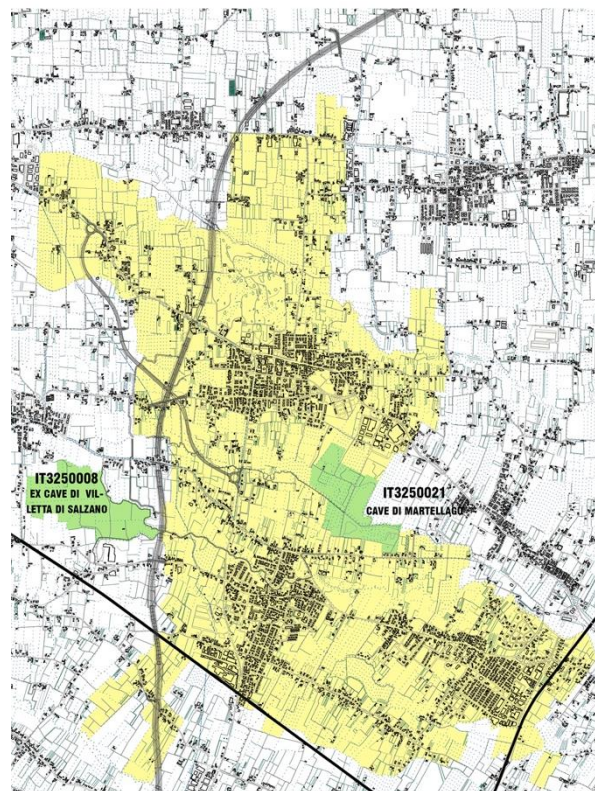 IT3250008
EX CAVE DI VIL-
LETTA DI SALZANO
IT3250021
CAVE DI MARTELLAGO